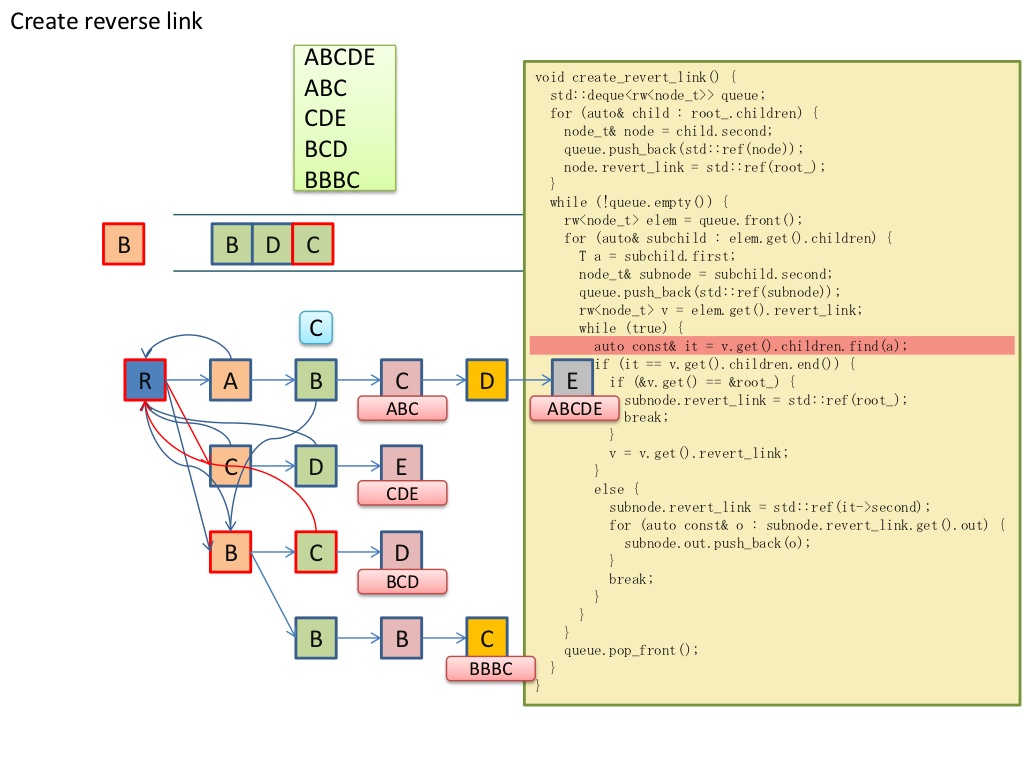 Create reverse link
ABCDE
ABC
CDE
BCD
BBBC
B
B D C
C
R A B C D E
ABC
ABCDE
C D E
CDE
B C D
BCD
B B C
BBBC
void create_revert_link() {
std::deque<rw<node_t>> queue;
for (auto& child : root_.children) {
node_t& node = child.second;
queue.push_back(std::ref(node));
node.revert_link = std::ref(root_);
}
while (!queue.empty()) {
rw<node_t> elem = queue.front();
for (auto& subchild : elem.get().children) {
T a = subchild.first;
node_t& subnode = subchild.second;
queue.push_back(std::ref(subnode));
rw<node_t> v = elem.get().revert_link;
while (true) {
auto const& it = v.get().children.find(a);
if (it == v.get().children.end()) {
if (&v.get() == &root_) {
subnode.revert_link = std::ref(root_);
break;
}
v = v.get().revert_link;
}
else {
subnode.revert_link = std::ref(it->second);
for (auto const& o : subnode.revert_link.get().out) {
subnode.out.push_back(o);
}
break;
}
}
}
queue.pop_front();
}
}